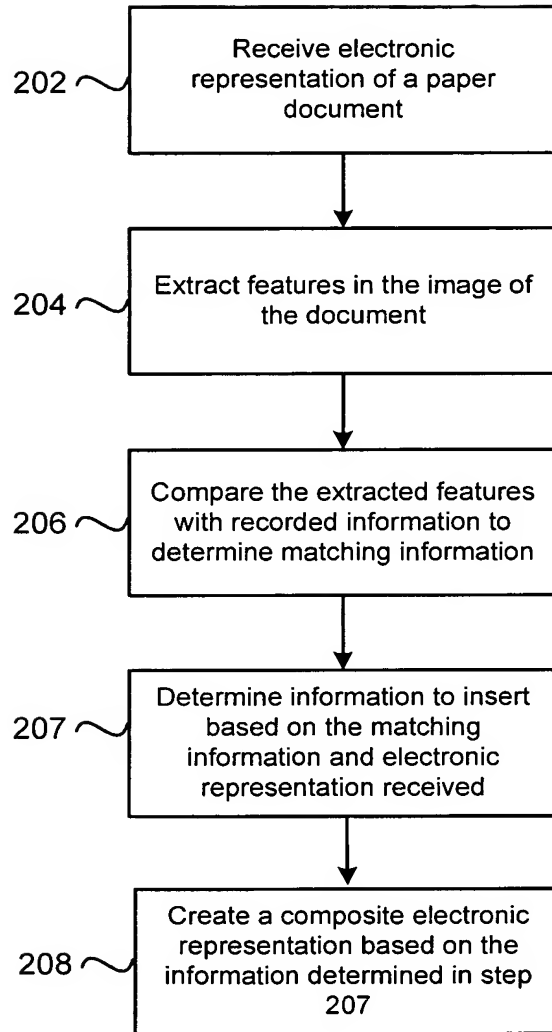 Receive electronic
202
representation of a paper
document
Extract features in the image of
204
the document
Compare the extracted features
206
with recorded information to
determine matching information
Determine information to insert
207
based on the matching
information and electronic
representation received
Create a composite electronic
representation based on the
208
information determined in step
207